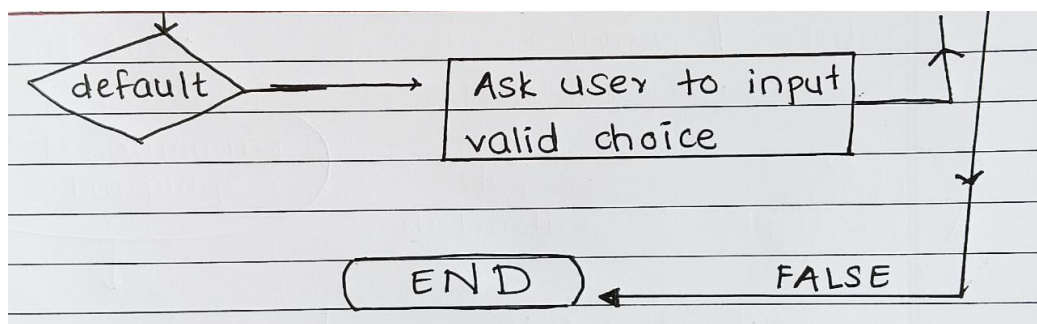 default
Ask user to input
valid choice
END
FALSE